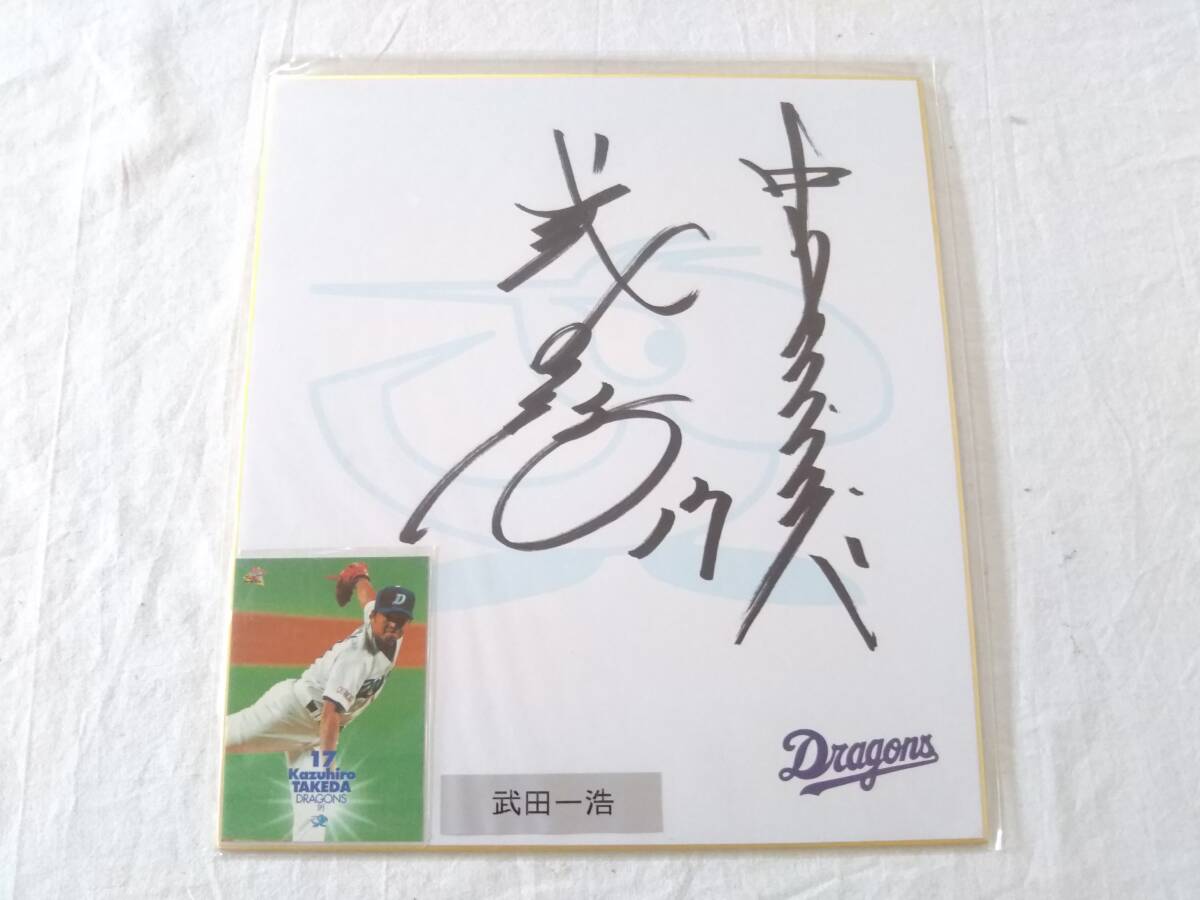 中日ドラゴンズ
武田一浩 17
D
17
Kazuhiro
TAKEDA
DRAGONS
武田一浩
Dragons